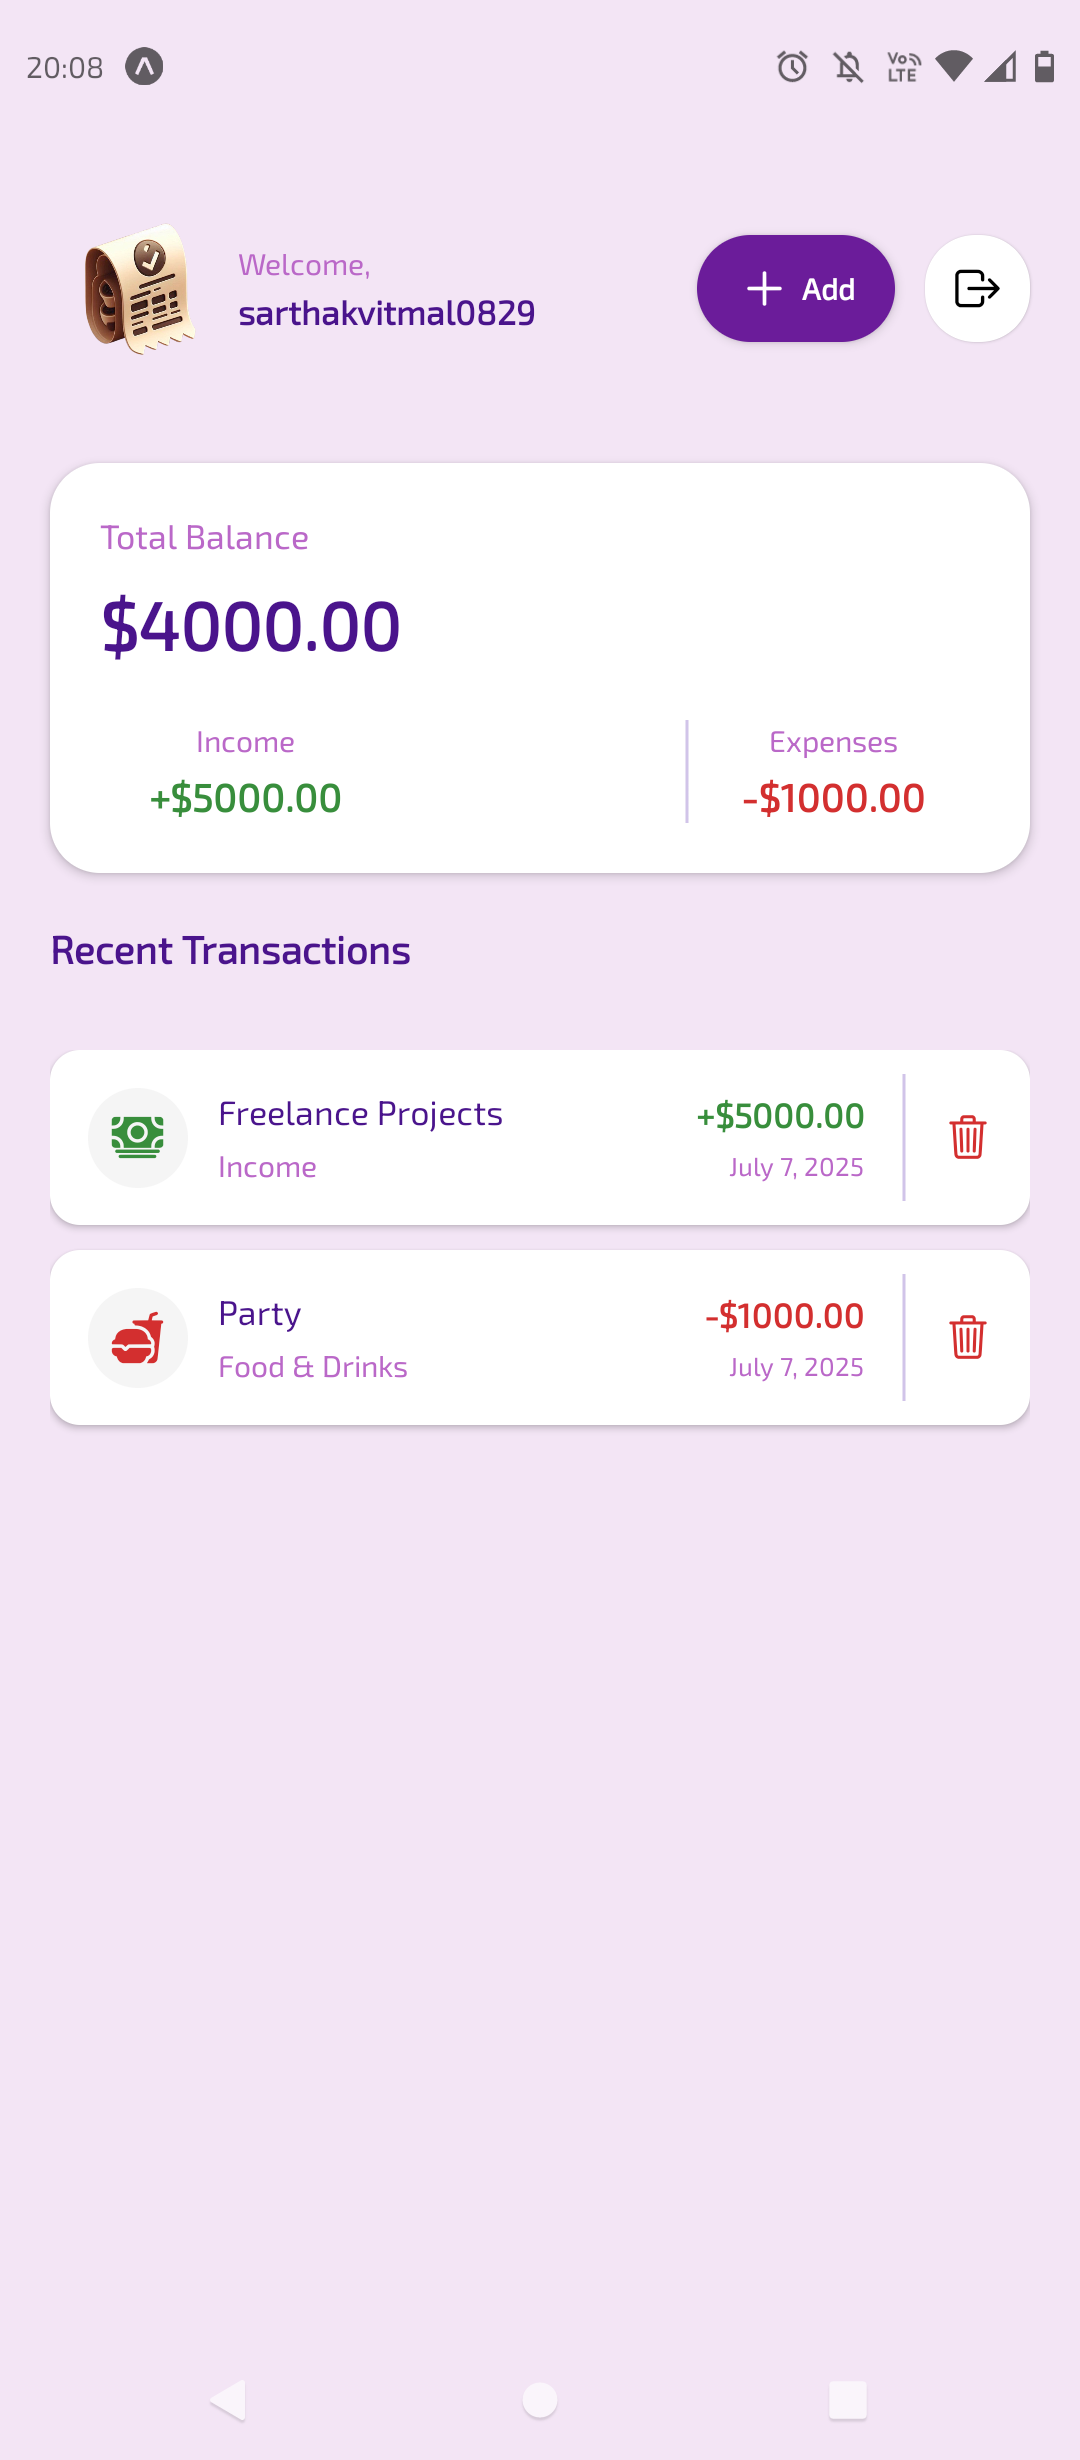 20:08
Vo LTE
Welcome,
sarthakvitmal0829
Add
Total Balance
$4000.00
Income
Expenses
+$5000.00
-$1000.00
Recent Transactions
Freelance Projects
+$5000.00
Income
July 7, 2025
Party
-$1000.00
Food & Drinks
July 7, 2025